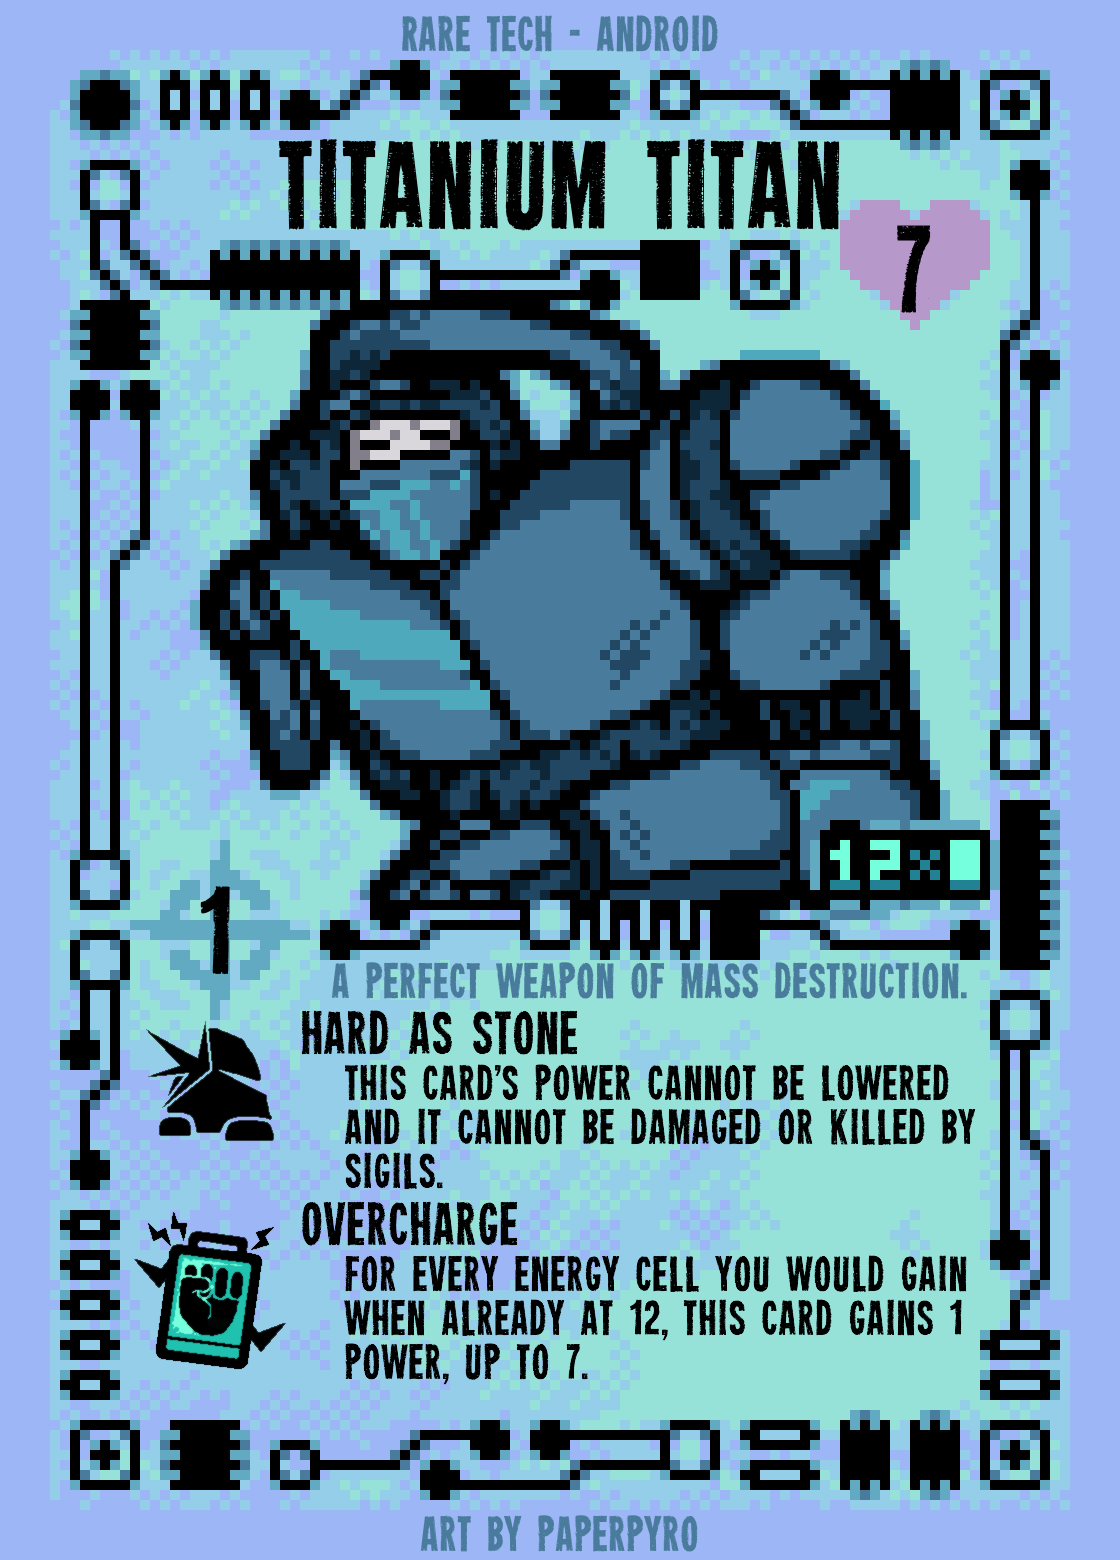 RARE TECH - ANDROID
TITANIUM TITAN
7
12×
1
A PERFECT WEAPON OF MASS DESTRUCTION.
HARD AS STONE
THIS CARD'S POWER CANNOT BE LOWERED
AND IT CANNOT BE DAMAGED OR KILLED BY
SIGILS.
OVERCHARGE
FOR EVERY ENERGY CELL YOU WOULD GAIN
WHEN ALREADY AT 12, THIS CARD GAINS 1
POWER, UP TO 7.
ART BY PAPERPYRO